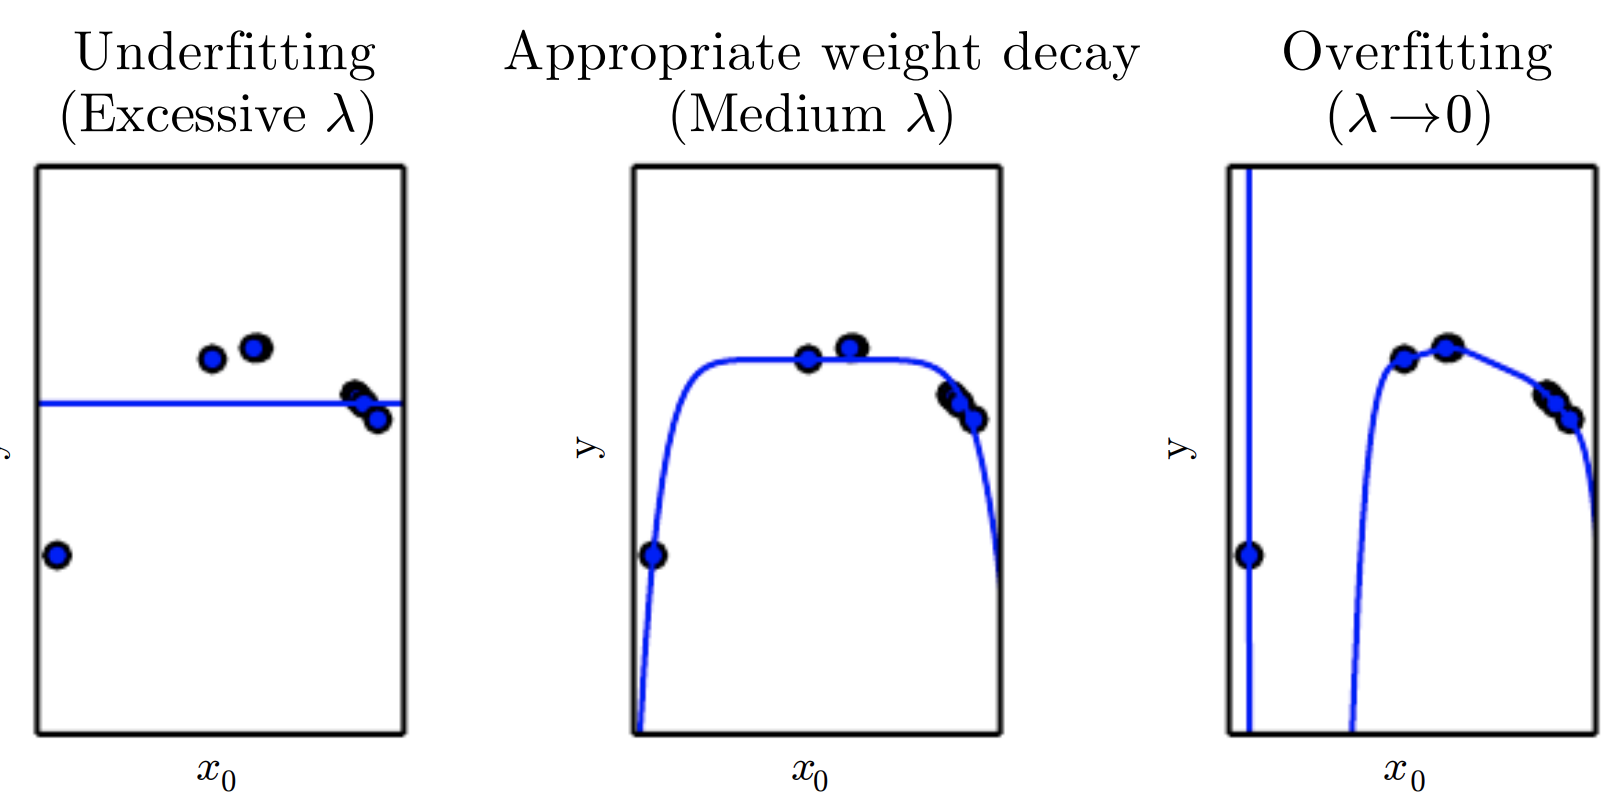 Underfitting
(Excessive λ)
Appropriate weight decay
(Medium λ)
Overfitting
(λ→0)
y
y
x₀
x₀
x₀